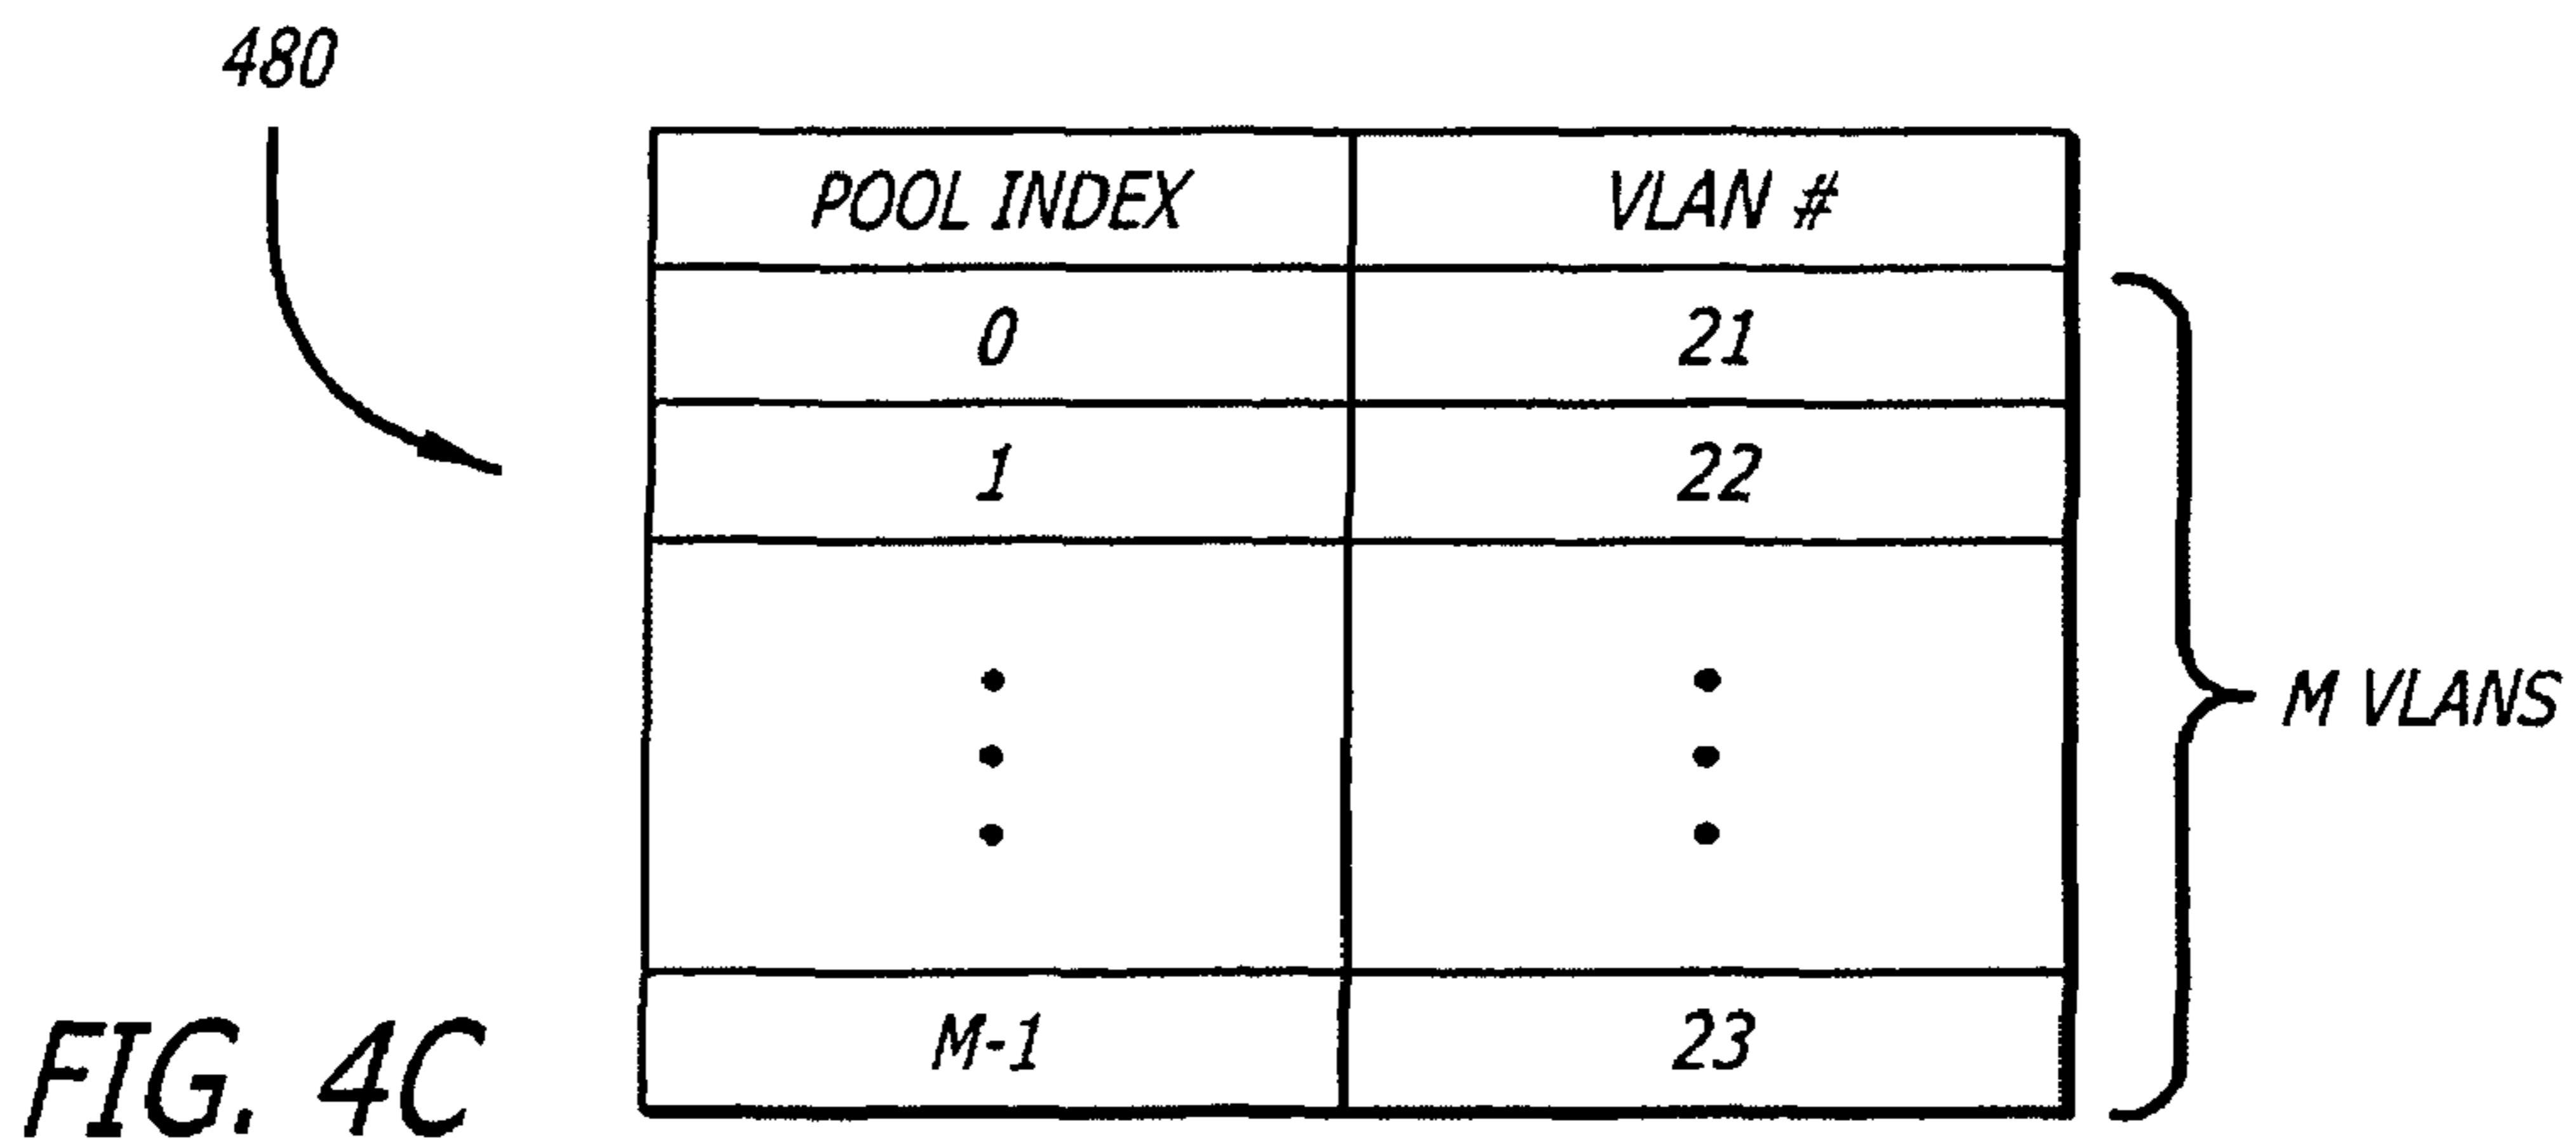 480
POOL INDEX VLAN #
0 21
1 22
M-1 23
M VLANS
FIG. 4C